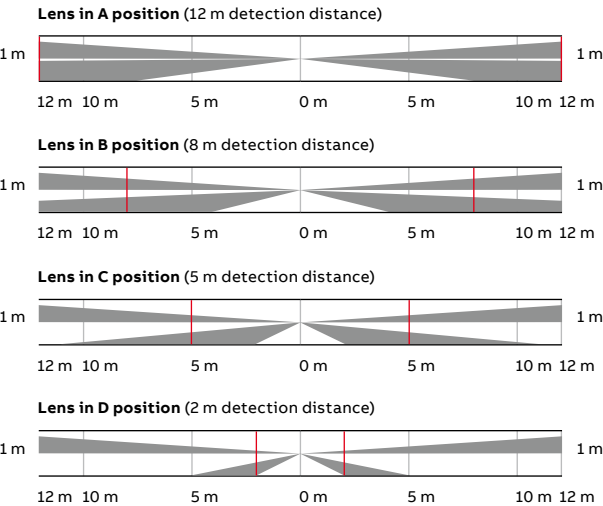 Lens in A position (12 m detection distance)
1 m 1 m
12 m 10 m 5 m 0 m 5 m 10 m 12 m
Lens in B position (8 m detection distance)
1 m 1 m
12 m 10 m 5 m 0 m 5 m 10 m 12 m
Lens in C position (5 m detection distance)
1 m 1 m
12 m 10 m 5 m 0 m 5 m 10 m 12 m
Lens in D position (2 m detection distance)
1 m 1 m
12 m 10 m 5 m 0 m 5 m 10 m 12 m